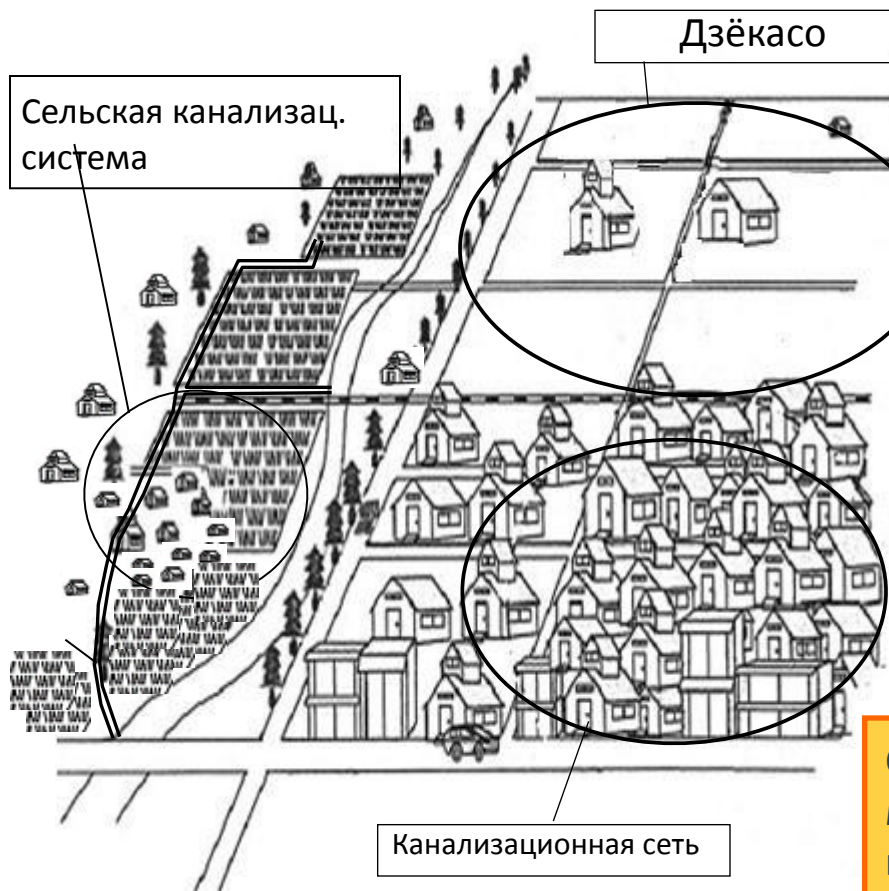 Дзёкасо
Сельская канализац.
система
Канализационная сеть